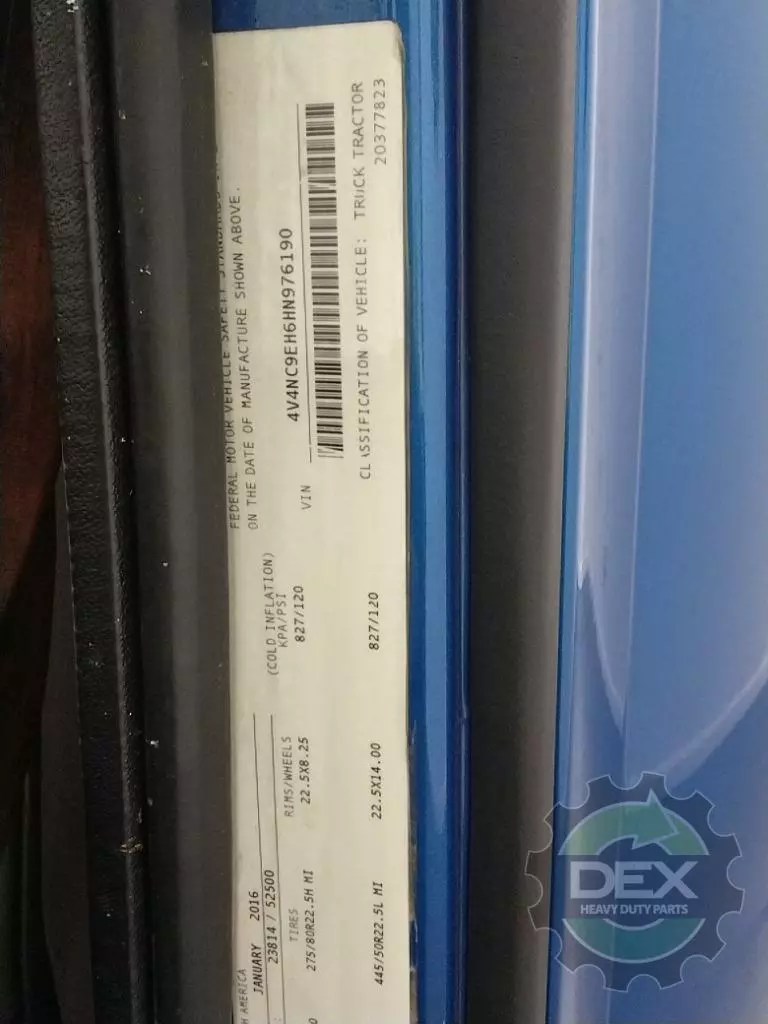 FEDERAL MOTOR VEHICLE SAFETY STANDARDS
ON THE DATE OF MANUFACTURE SHOWN ABOVE.
H AMERICA
JANUARY 2016
23814 / 52500
(COLD INFLATION)
TIRES RIMS/WHEELS KPA/PSI
275/80R22.5H MI 22.5X8.25 827/120 VIN 4V4NC9EH6HN976190
445/50R22.5L MI 22.5X14.00 827/120 CLASSIFICATION OF VEHICLE: TRUCK TRACTOR
20377823
DEX
HEAVY DUTY PARTS